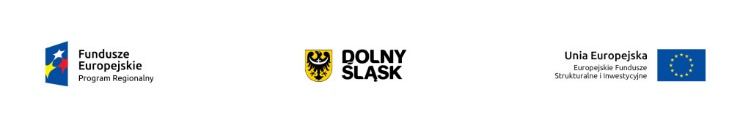 Fundusze
Europejskie
Program Regionalny
DOLNY
ŚLĄSK
Unia Europejska
Europejskie Fundusze
Strukturalne i Inwestycyjne